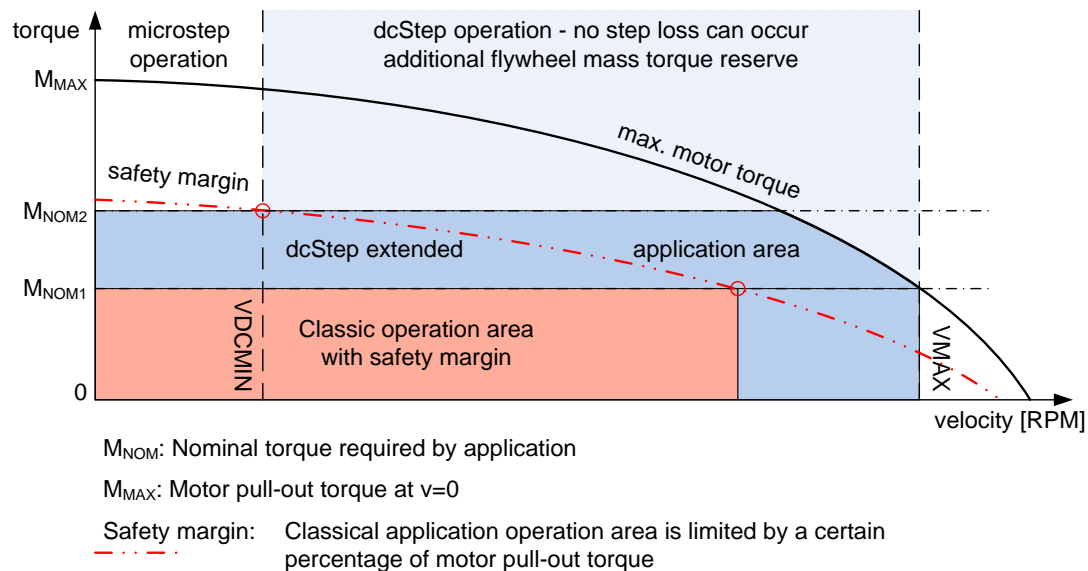 torque
microstep
operation
dcStep operation - no step loss can occur
additional flywheel mass torque reserve
MMAX
max. motor torque
safety margin
MNOM2
dcStep extended
application area
MNOM1
VDCMIN
Classic operation area
with safety margin
VMAX
0
velocity [RPM]
MNOM: Nominal torque required by application
MMAX: Motor pull-out torque at v=0
Safety margin: Classical application operation area is limited by a certain
percentage of motor pull-out torque